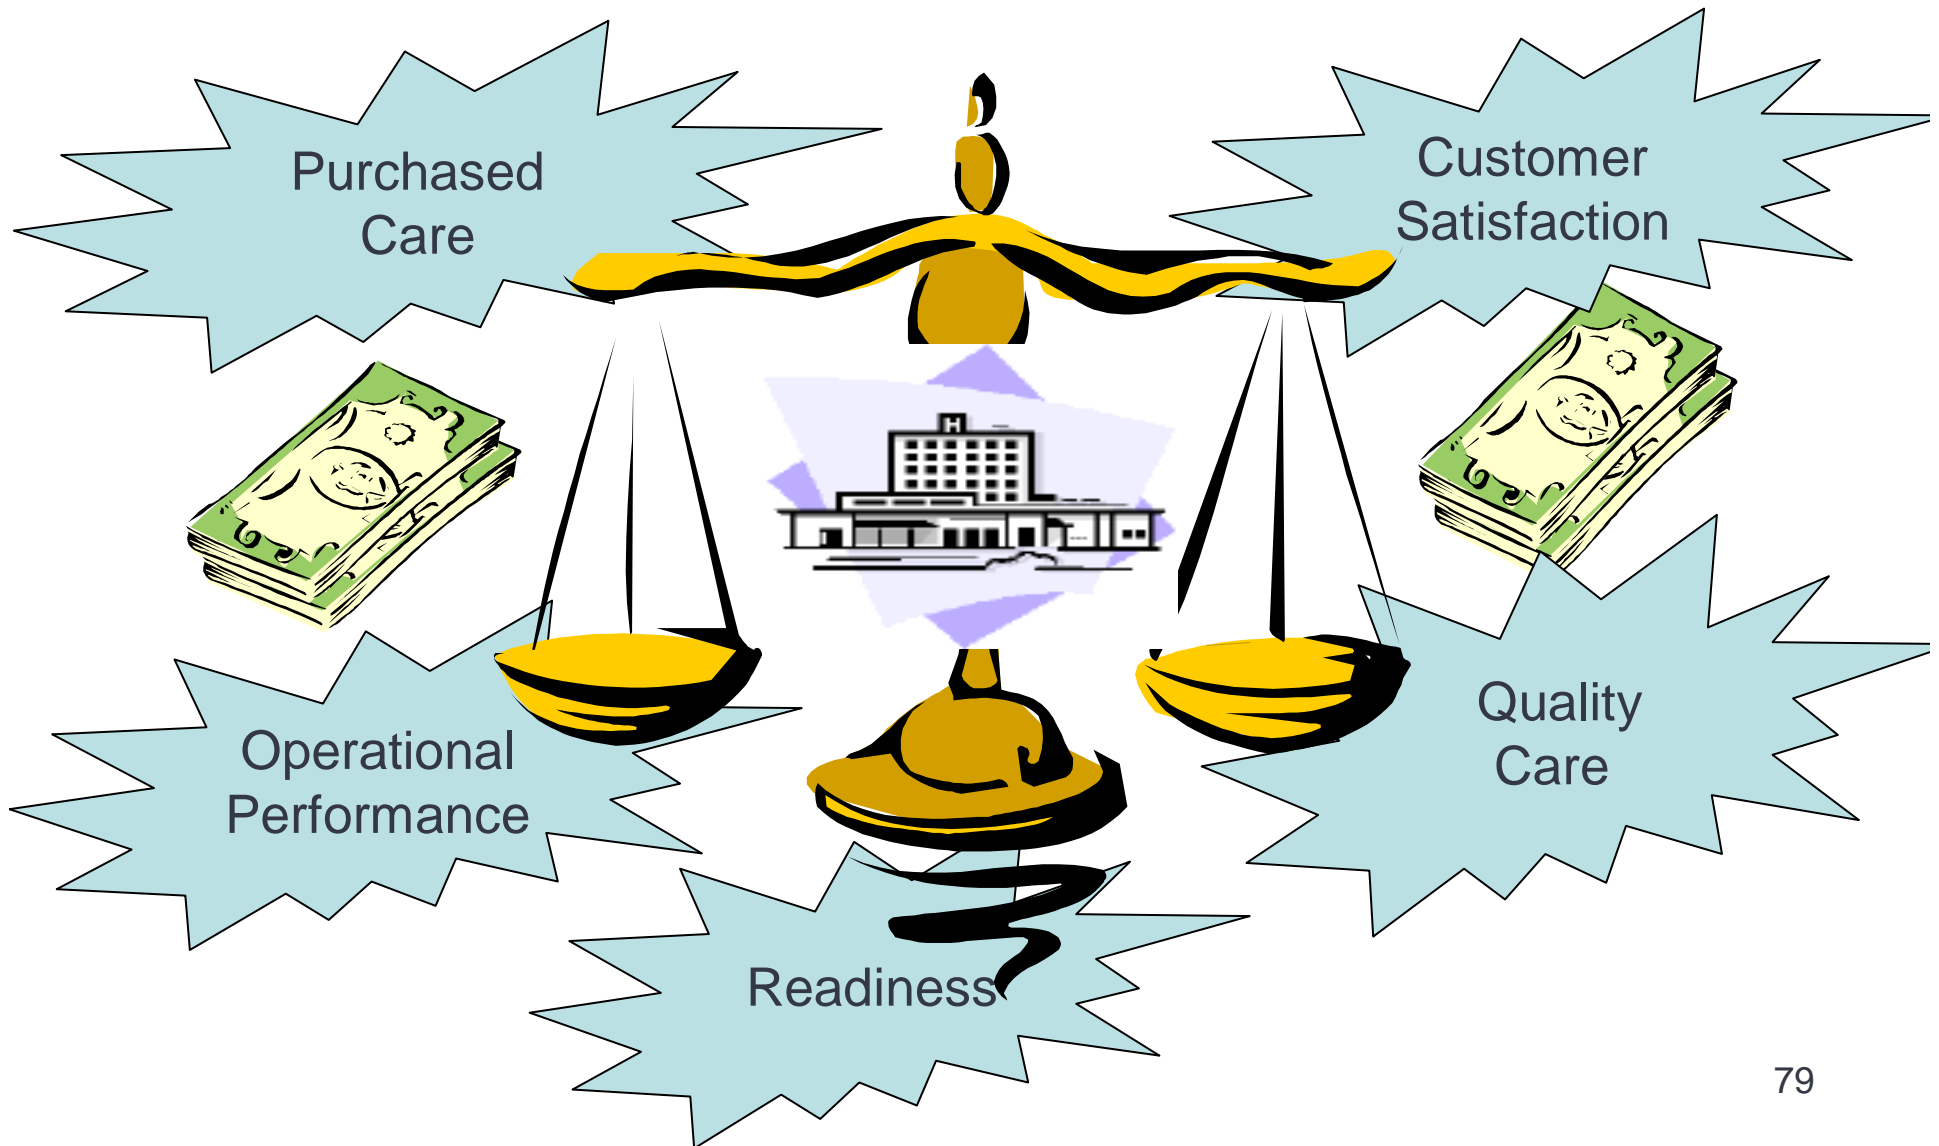 Purchased
Care
Customer
Satisfaction
H
Operational
Performance
Quality
Care
Readiness
79